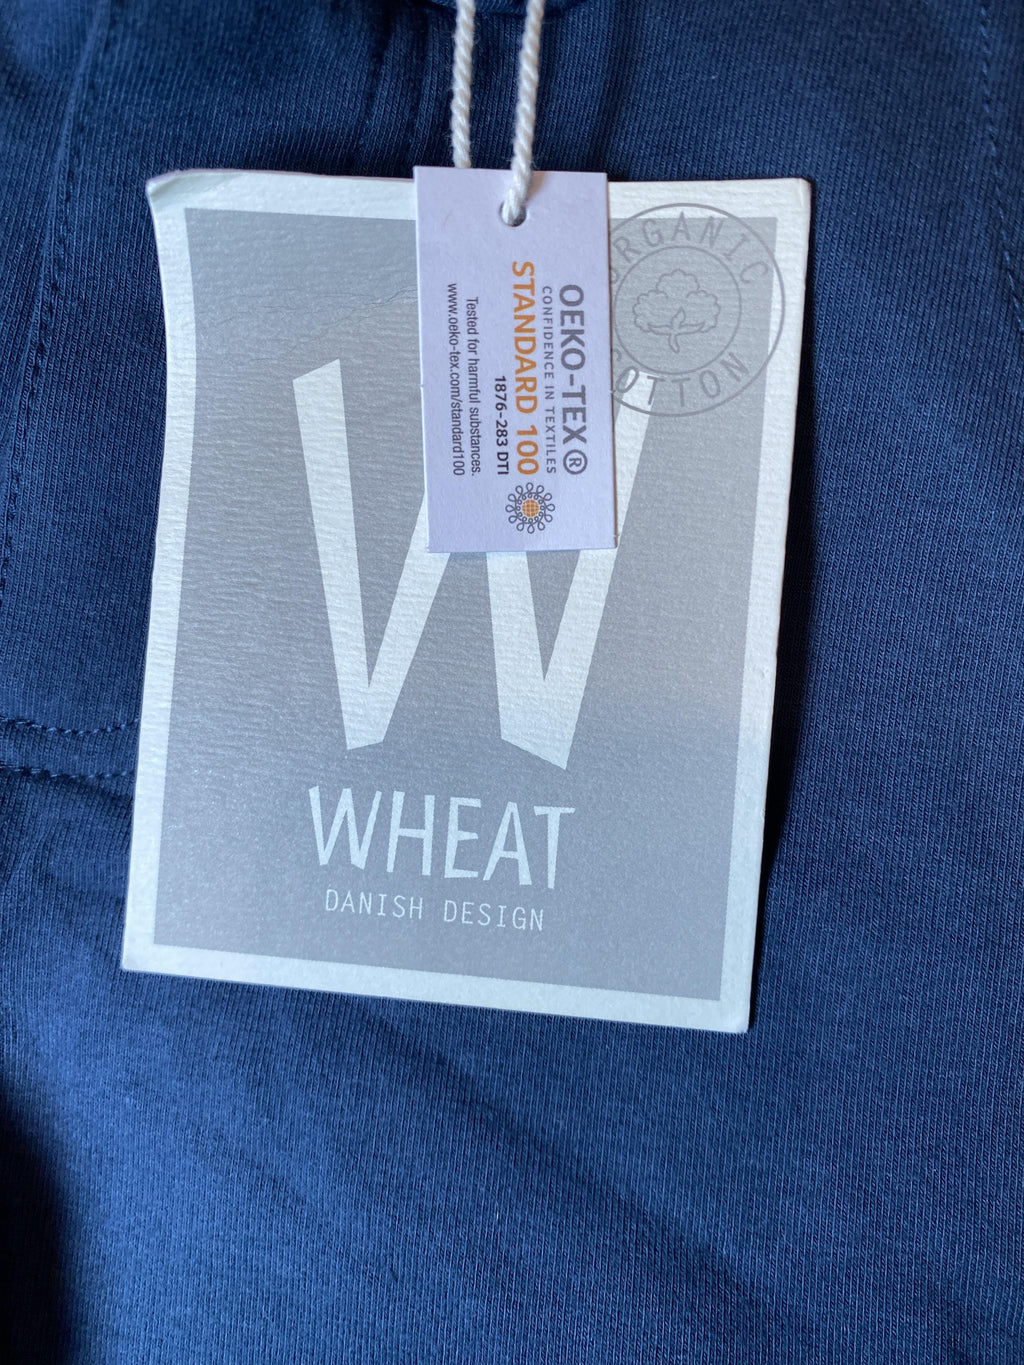 OEKO-TEX®
CONFIDENCE IN TEXTILES
STANDARD 100
1876-283 DTI
Tested for harmful substances.
www.oeko-tex.com/standard100
ORGANIC
COTTON
W
WHEAT
DANISH DESIGN